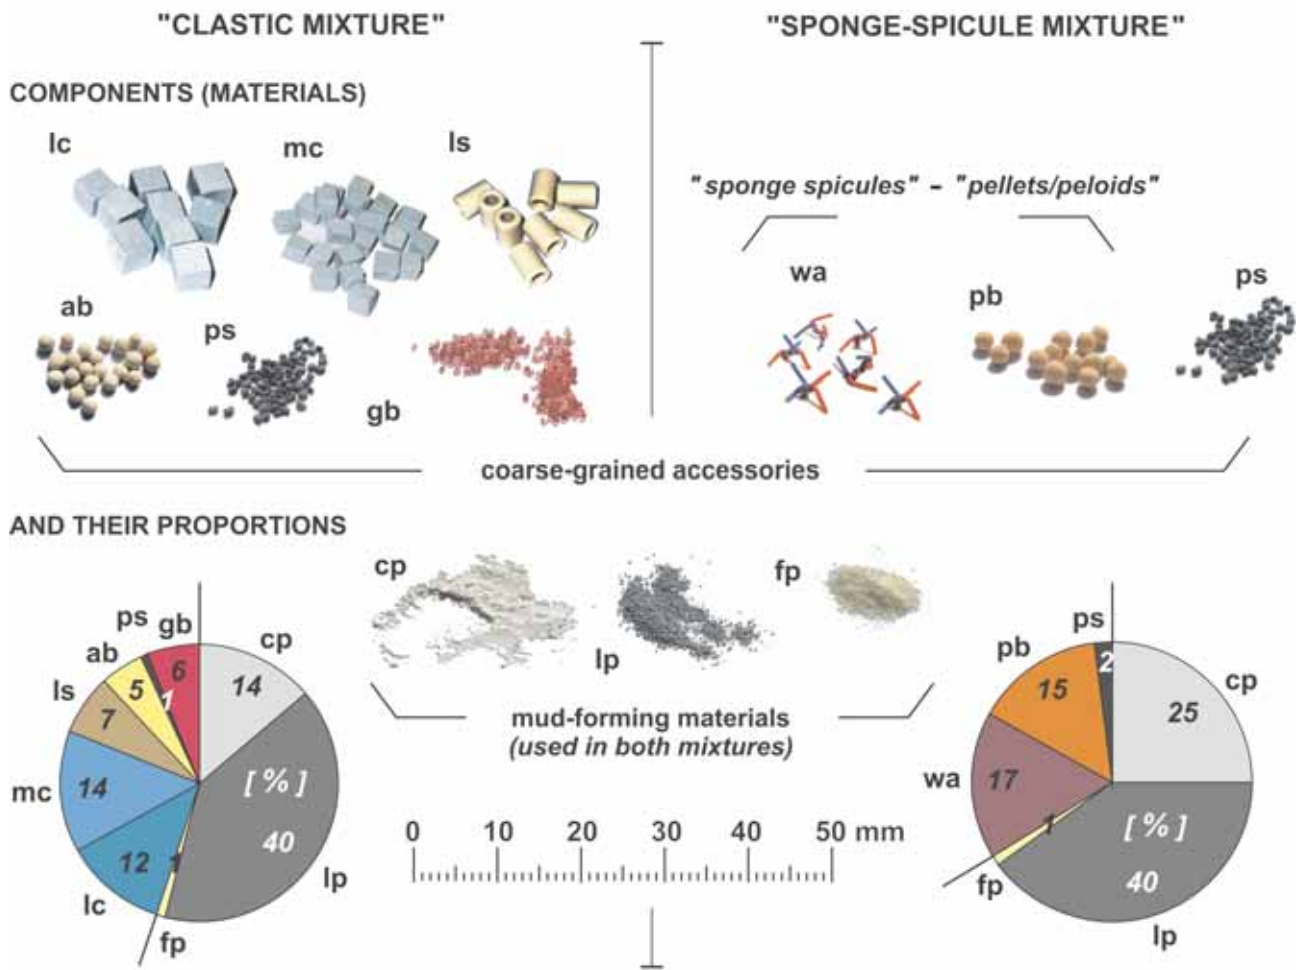 "CLASTIC MIXTURE"
"SPONGE-SPICULE MIXTURE"
COMPONENTS (MATERIALS)
lc
mc
ls
"sponge spicules" - "pellets/peloids"
ab
ps
gb
wa
pb
ps
coarse-grained accessories
AND THEIR PROPORTIONS
cp
lp
fp
mud-forming materials
(used in both mixtures)
ps
gb
cp
ab
ls
mc
lc
fp
lp
6
14
5
1
7
14
12
1
[ % ]
40
0 10 20 30 40 50 mm
ps
pb
cp
wa
fp
lp
2
15
25
17
1
[ % ]
40